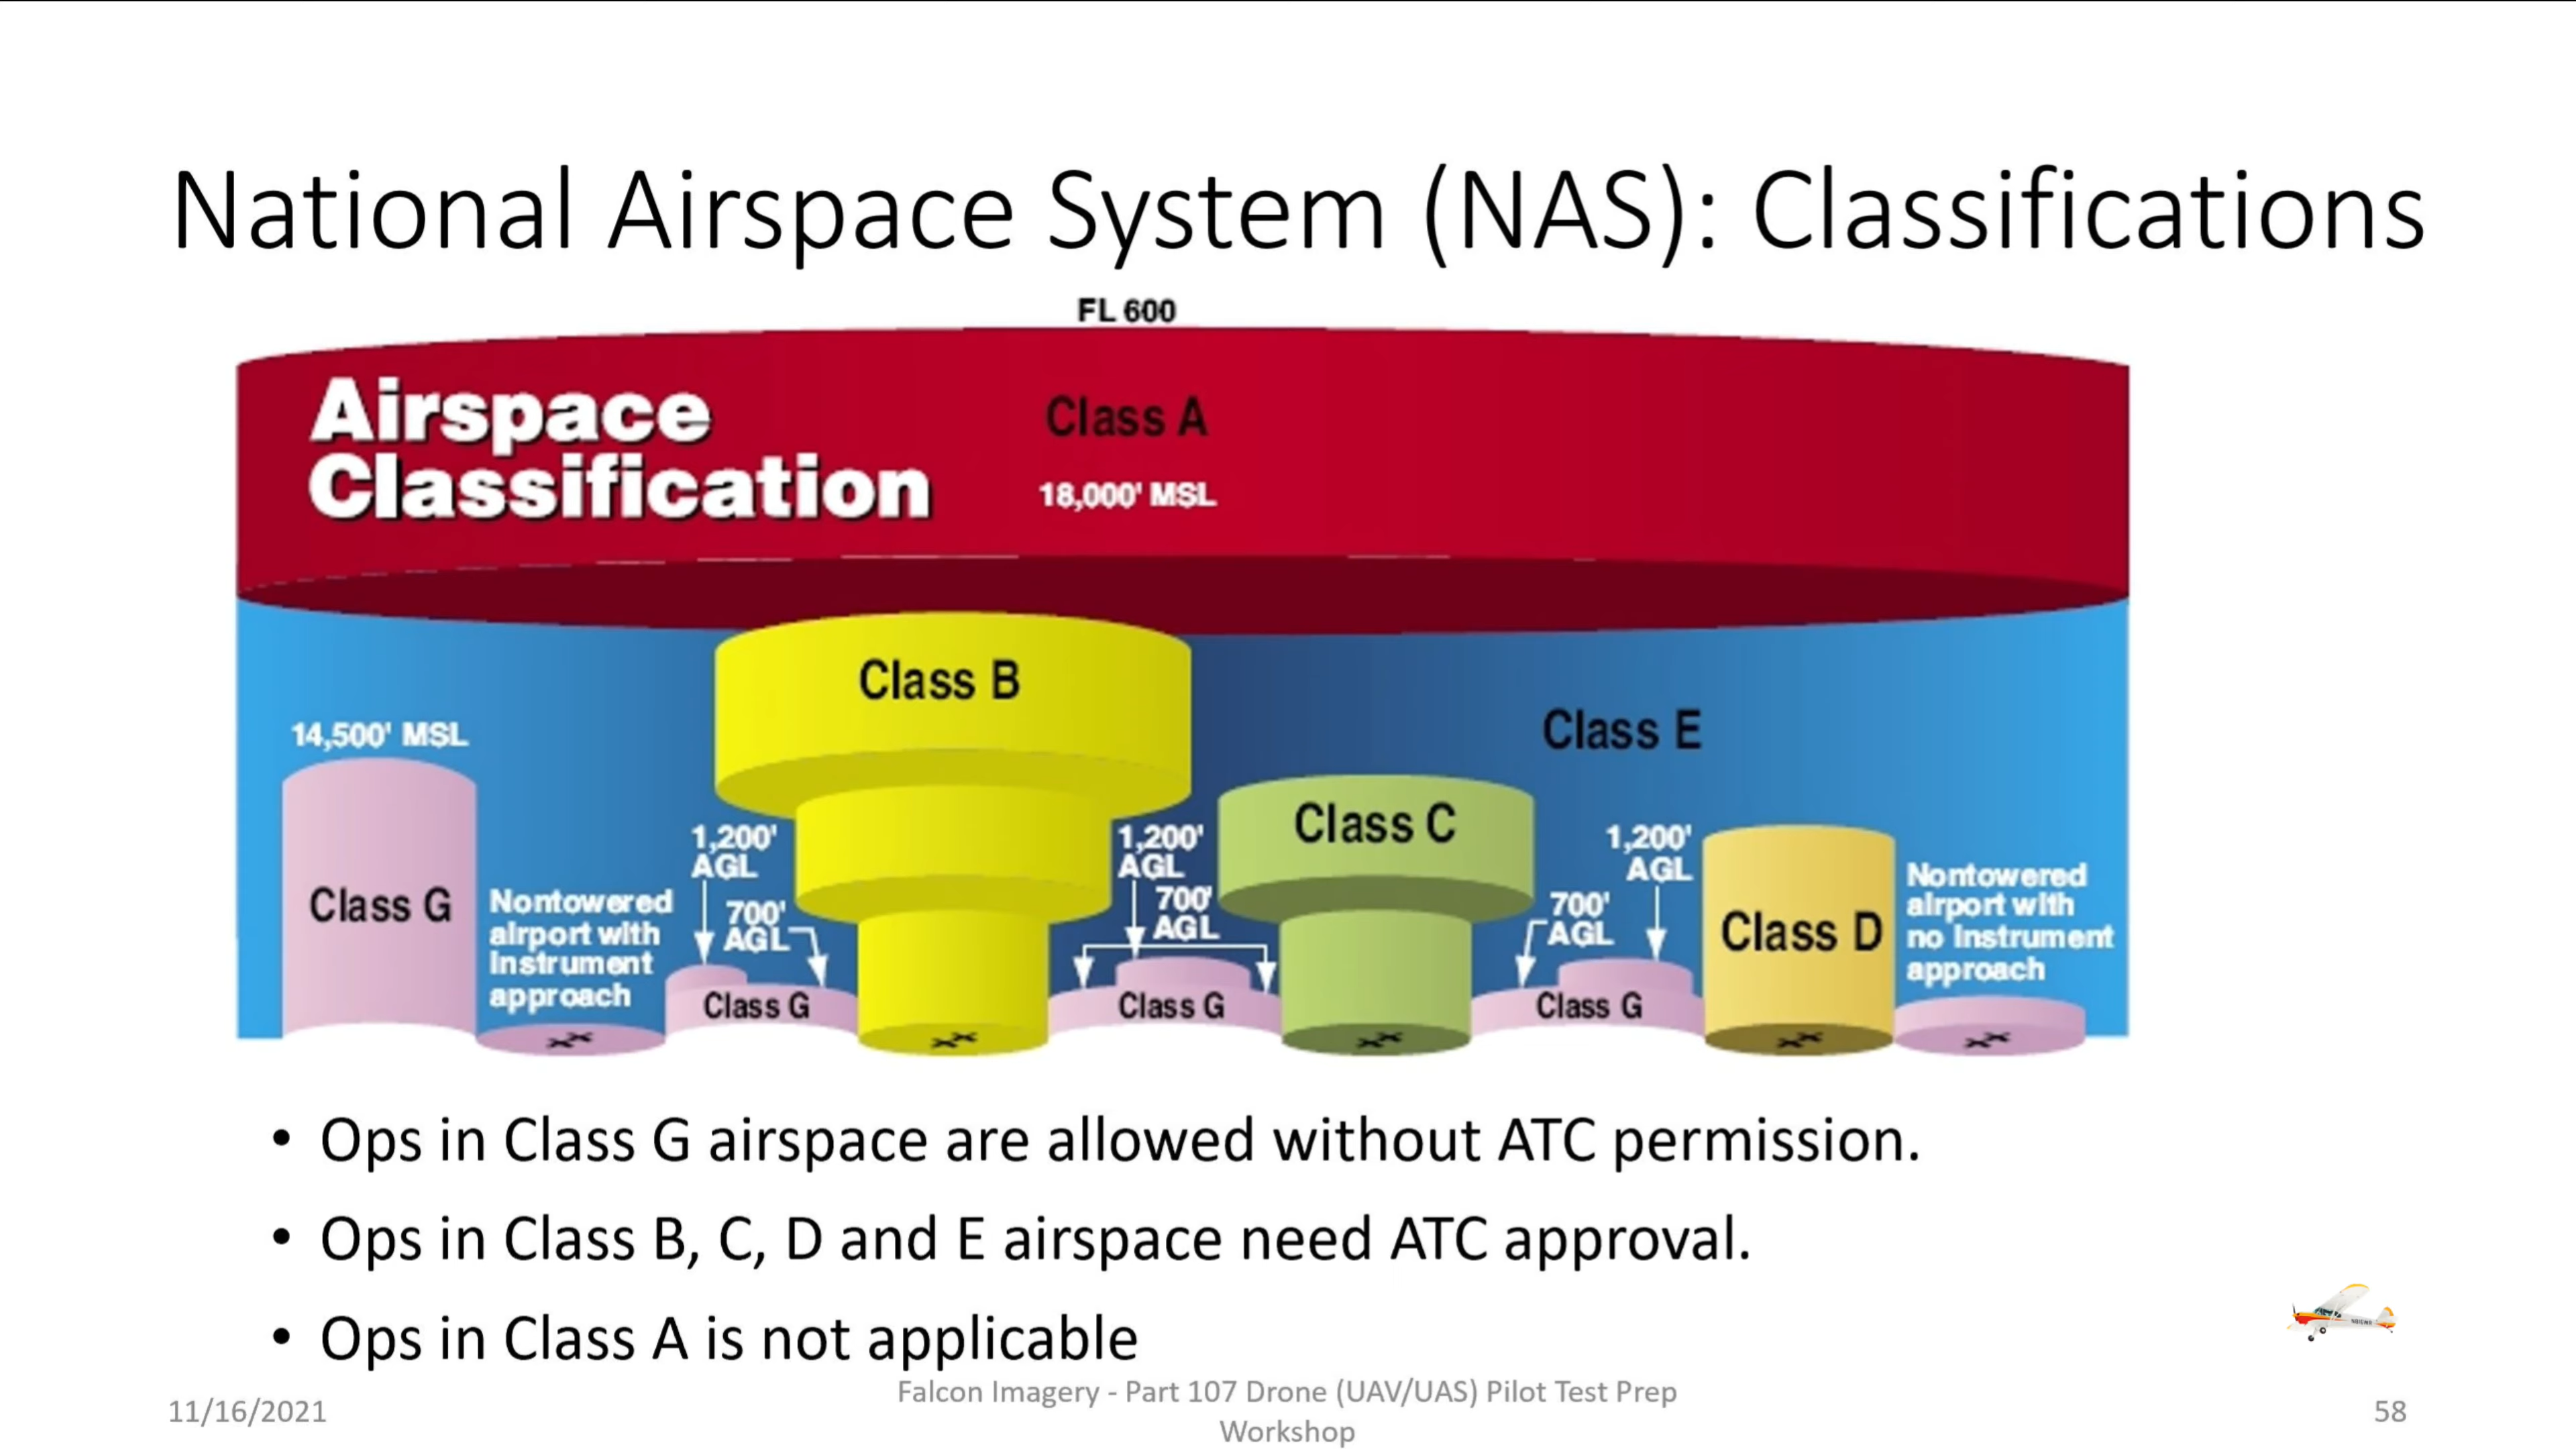 National Airspace System (NAS): Classifications
FL 600
Airspace
Classification
Class A
18,000' MSL
Class B
Class E
14,500' MSL
Class C
1,200'
AGL
1,200'
AGL
1,200'
AGL
Class G
Nontowered
airport with
Instrument
approach
700'
AGL
700'
AGL
700'
AGL
Class D
Nontowered
airport with
no Instrument
approach
Class G
Class G
Class G
• Ops in Class G airspace are allowed without ATC permission.
• Ops in Class B, C, D and E airspace need ATC approval.
• Ops in Class A is not applicable
11/16/2021
Falcon Imagery - Part 107 Drone (UAV/UAS) Pilot Test Prep
Workshop
58